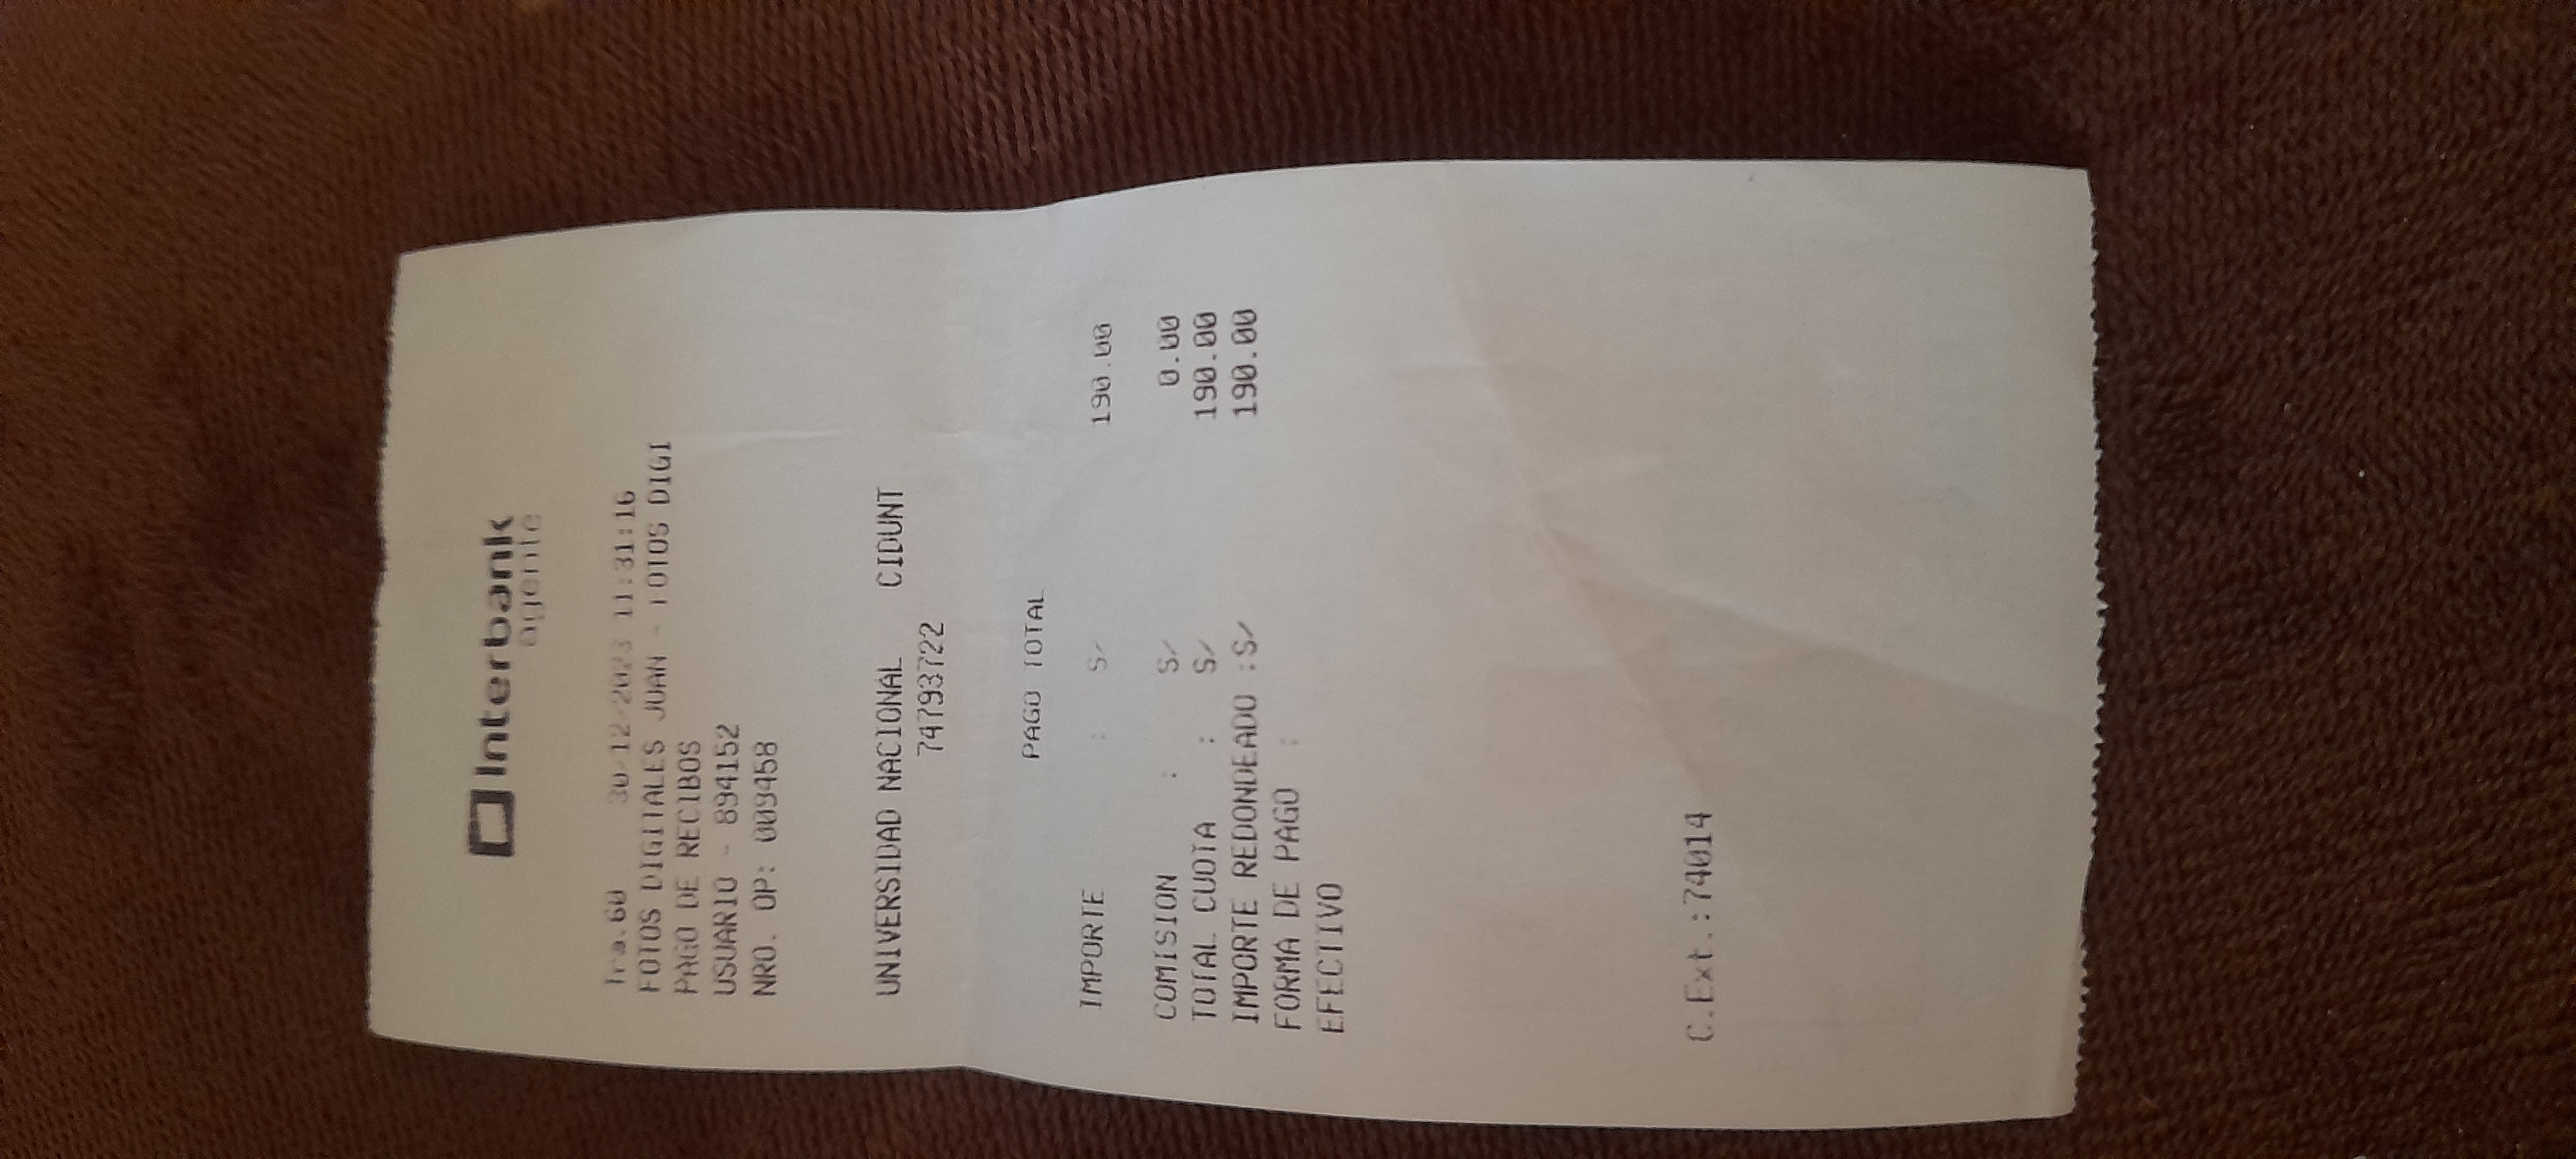 Interbank
agente
Tra.60 30/12/2023 11:31:16
FOTOS DIGITALES JUAN - FOTOS DIGI
PAGO DE RECIBOS
USUARIO - 894152
NRO. OP: 009458
UNIVERSIDAD NACIONAL CIDUNT
74793722
PAGO TOTAL
IMPORTE : S/ 190.00
COMISION : S/ 0.00
TOTAL CUOTA : S/ 190.00
IMPORTE REDONDEADO :S/ 190.00
FORMA DE PAGO :
EFECTIVO
C.Ext.:74014